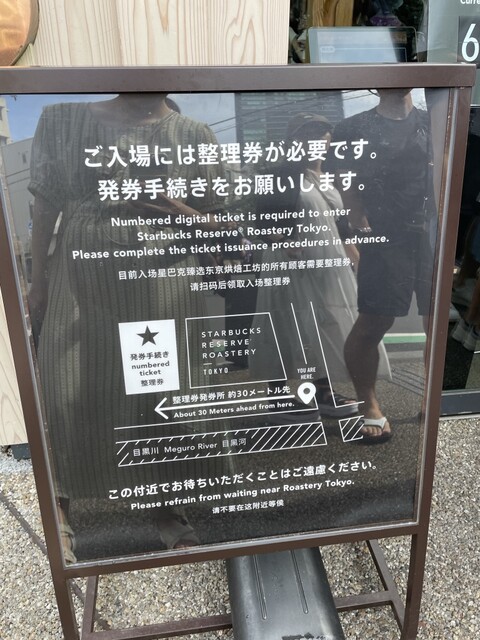 6
ご入場には整理券が必要です。
発券手続きをお願いします。
Numbered digital ticket is required to enter
Starbucks Reserve® Roastery Tokyo.
Please complete the ticket issuance procedures in advance.
目前入场星巴克臻选东京烘焙工坊的所有顾客需要整理券,
请扫码后领取入场整理券
★
発券手続き
numbered
ticket
整理券
STARBUCKS
RESERVE
ROASTERY
TOKYO
YOU ARE
HERE.
整理券発券所 約30メートル先
About 30 Meters ahead from here.
目黒川 Meguro River 目黑河
この付近でお待ちいただくことはご遠慮ください。
Please refrain from waiting near Roastery Tokyo.
请不要在这附近等侯